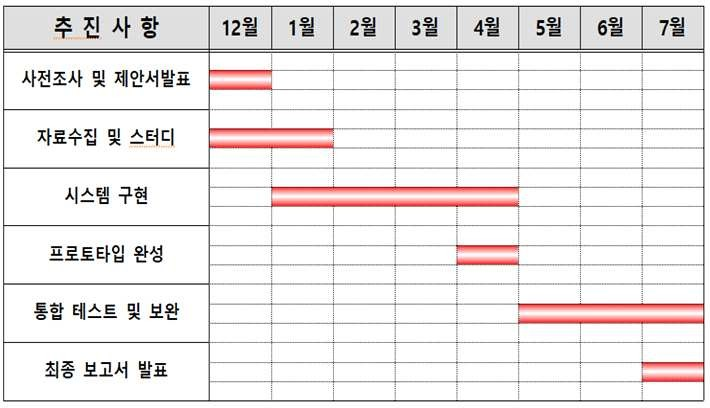 추 진 사 항 12월 1월 2월 3월 4월 5월 6월 7월
사전조사 및 제안서발표
자료수집 및 스터디
시스템 구현
프로토타입 완성
통합 테스트 및 보완
최종 보고서 발표